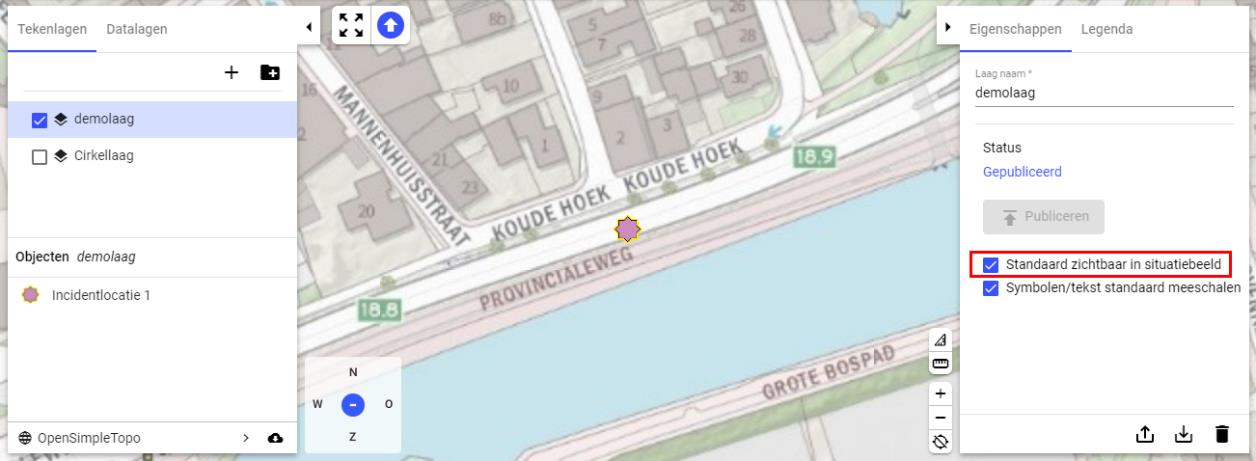 Tekenlagen
Datalagen
demolaag
Cirkellaag
Objecten demolaag
Incidentlocatie 1
OpenSimpleTopo
N
W
O
Z
8b
5
7
26
28
30
16
10
9
2
3
1
21
23
20
MANNENHUISSTRAAT
KOUDE HOEK
KOUDE HOEK
18.9
18.8
PROVINCIALEWEG
GROTE BOSPAD
Eigenschappen
Legenda
Laag naam *
demolaag
Status
Gepubliceerd
Publiceren
Standaard zichtbaar in situatiebeeld
Symbolen/tekst standaard meeschalen